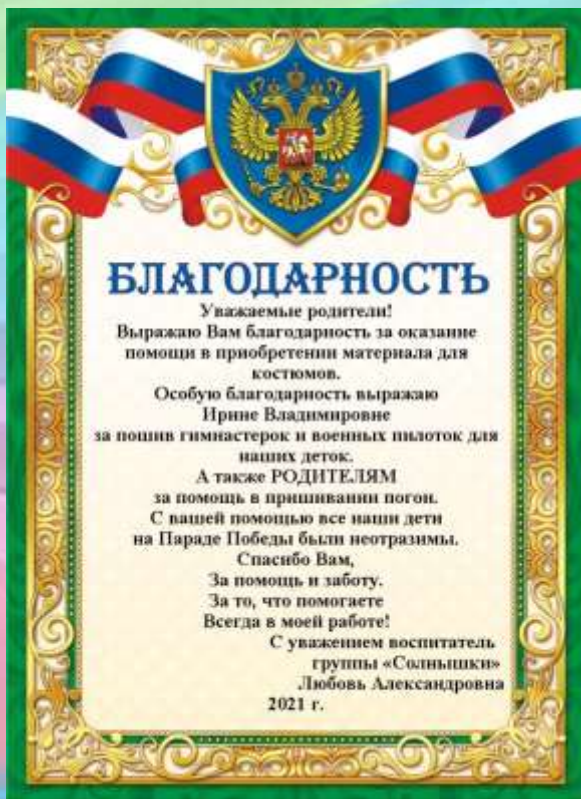 БЛАГОДАРНОСТЬ
Уважаемые родители!
Выражаю Вам благодарность за оказание
помощи в приобретении материала для
костюмов.
Особую благодарность выражаю
Ирине Владимировне
за пошив гимнастерок и военных пилоток для
наших деток.
А также РОДИТЕЛЯМ
за помощь в пришивании погон.
С вашей помощью все наши дети
на Параде Победы были неотразимы.
Спасибо Вам,
За помощь и заботу.
За то, что помогаете
Всегда в моей работе!
С уважением воспитатель
группы «Солнышки»
Любовь Александровна
2021 г.